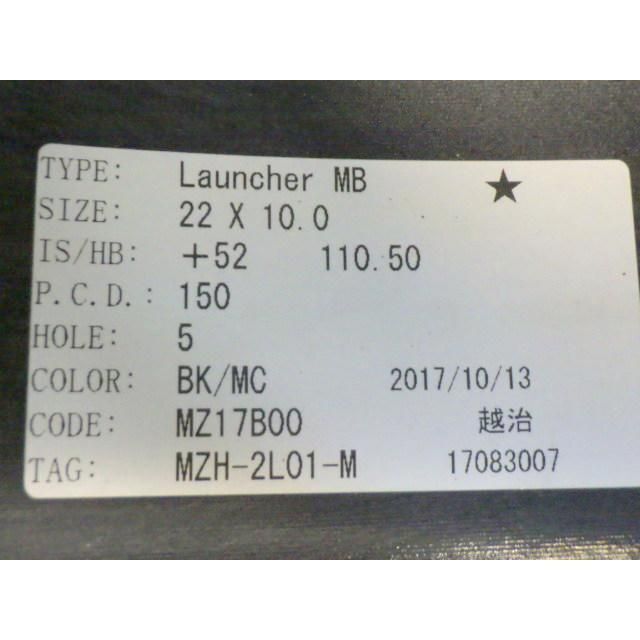 TYPE: Launcher MB ★
SIZE: 22 X 10.0
IS/HB: +52 110.50
P.C.D.: 150
HOLE: 5
COLOR: BK/MC 2017/10/13
CODE: MZ17B00 越治
TAG: MZH-2L01-M 17083007